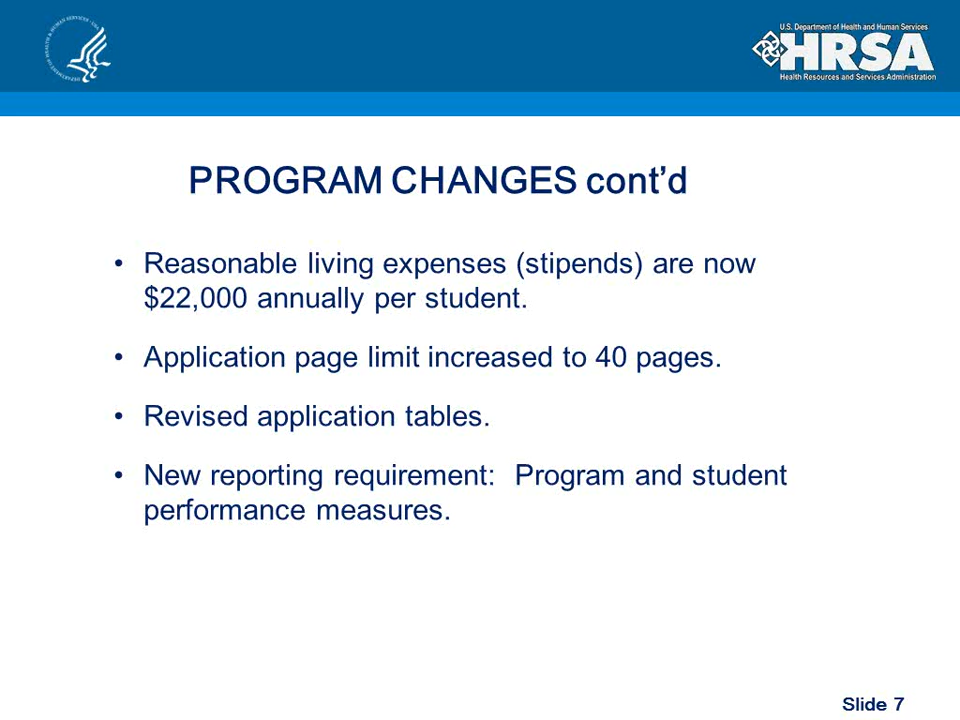 U.S. Department of Health and Human Services
HRSA
Health Resources and Services Administration
PROGRAM CHANGES cont’d
• Reasonable living expenses (stipends) are now
$22,000 annually per student.
• Application page limit increased to 40 pages.
• Revised application tables.
• New reporting requirement:  Program and student
performance measures.
Slide 7